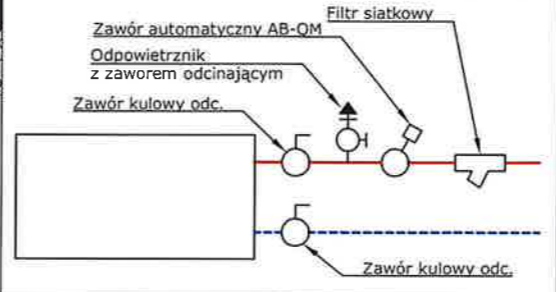 Filtr siatkowy
Zawór automatyczny AB-QM
Odpowietrznik
z zaworem odcinającym
Zawór kulowy odc.
Zawór kulowy odc.